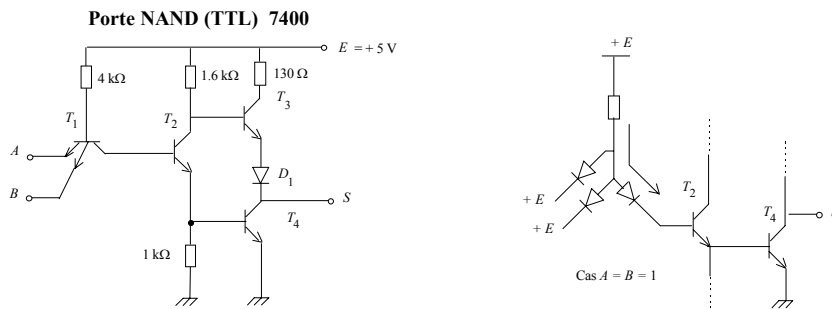 Porte NAND (TTL) 7400
E = + 5 V
4 kΩ
1.6 kΩ
130 Ω
T3
T1
T2
A
D1
B
S
T4
1 kΩ
+ E
T2
+ E
T4
+ E
Cas A = B = 1